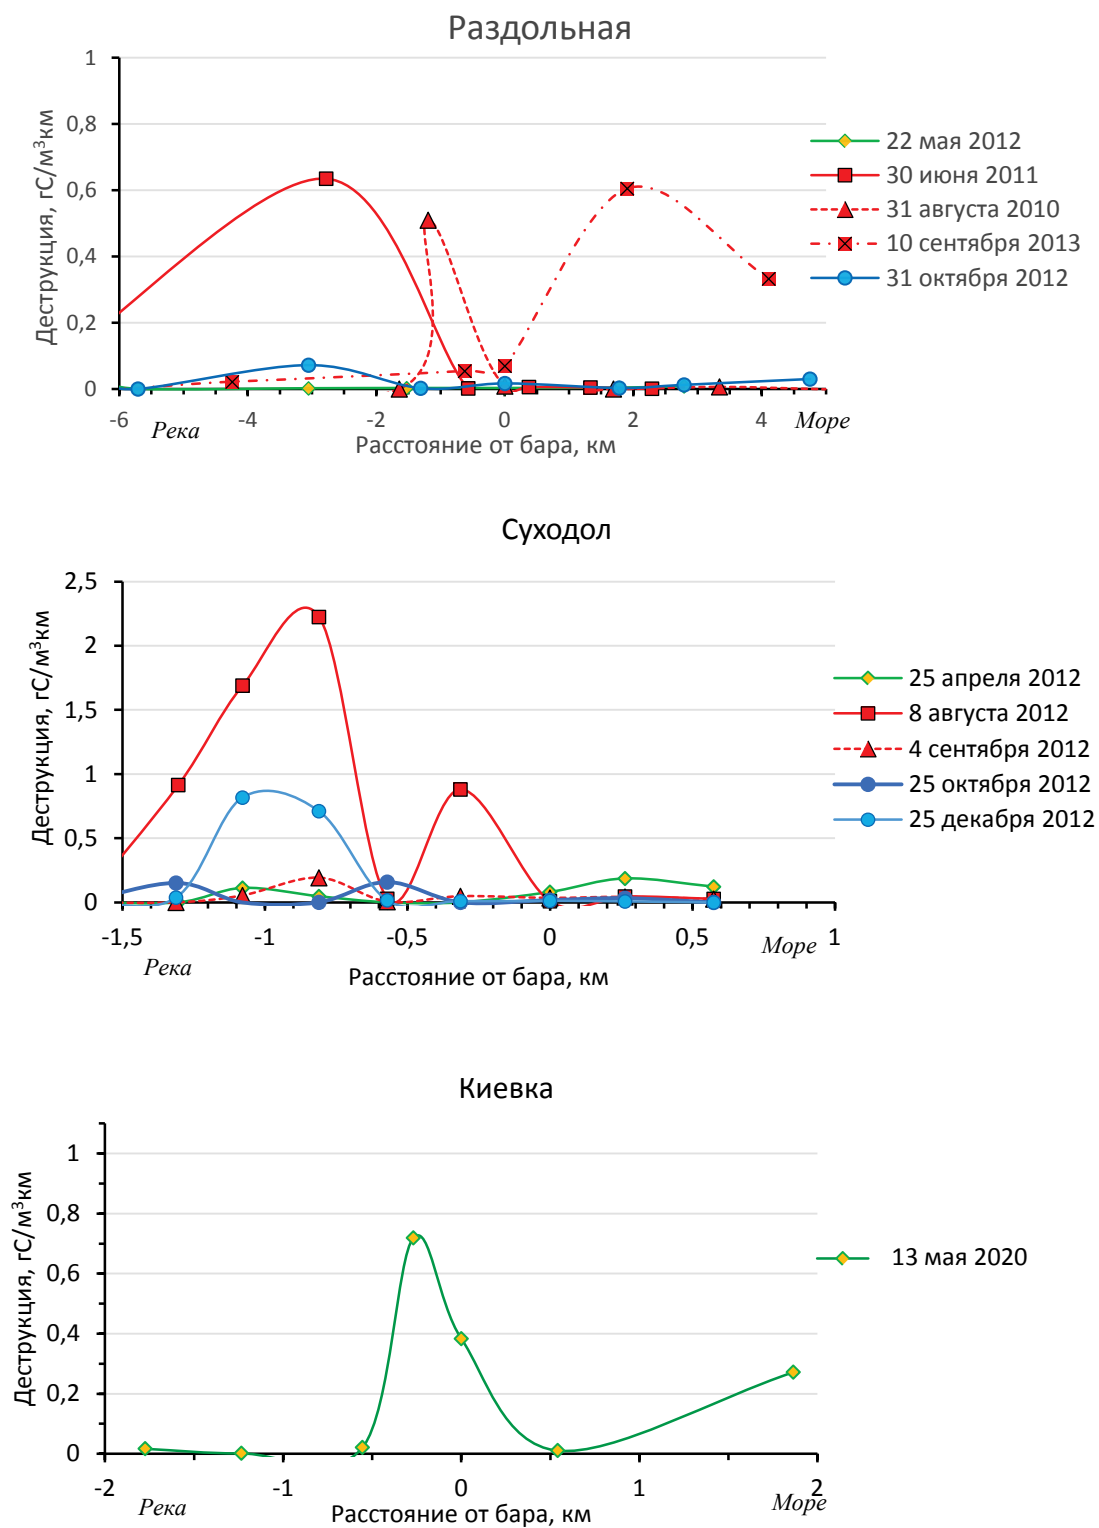 Раздольная
Деструкция, гС/м³км
1
0,8
0,6
0,4
0,2
0
-6
-4
-2
0
2
4
Река
Расстояние от бара, км
Море
22 мая 2012
30 июня 2011
31 августа 2010
10 сентября 2013
31 октября 2012
Суходол
Деструкция, гС/м³км
2,5
2
1,5
1
0,5
0
-1,5
-1
-0,5
0
0,5
1
Река
Расстояние от бара, км
Море
25 апреля 2012
8 августа 2012
4 сентября 2012
25 октября 2012
25 декабря 2012
Киевка
Деструкция, гС/м³км
1
0,8
0,6
0,4
0,2
0
-2
-1
0
1
2
Река
Расстояние от бара, км
Море
13 мая 2020